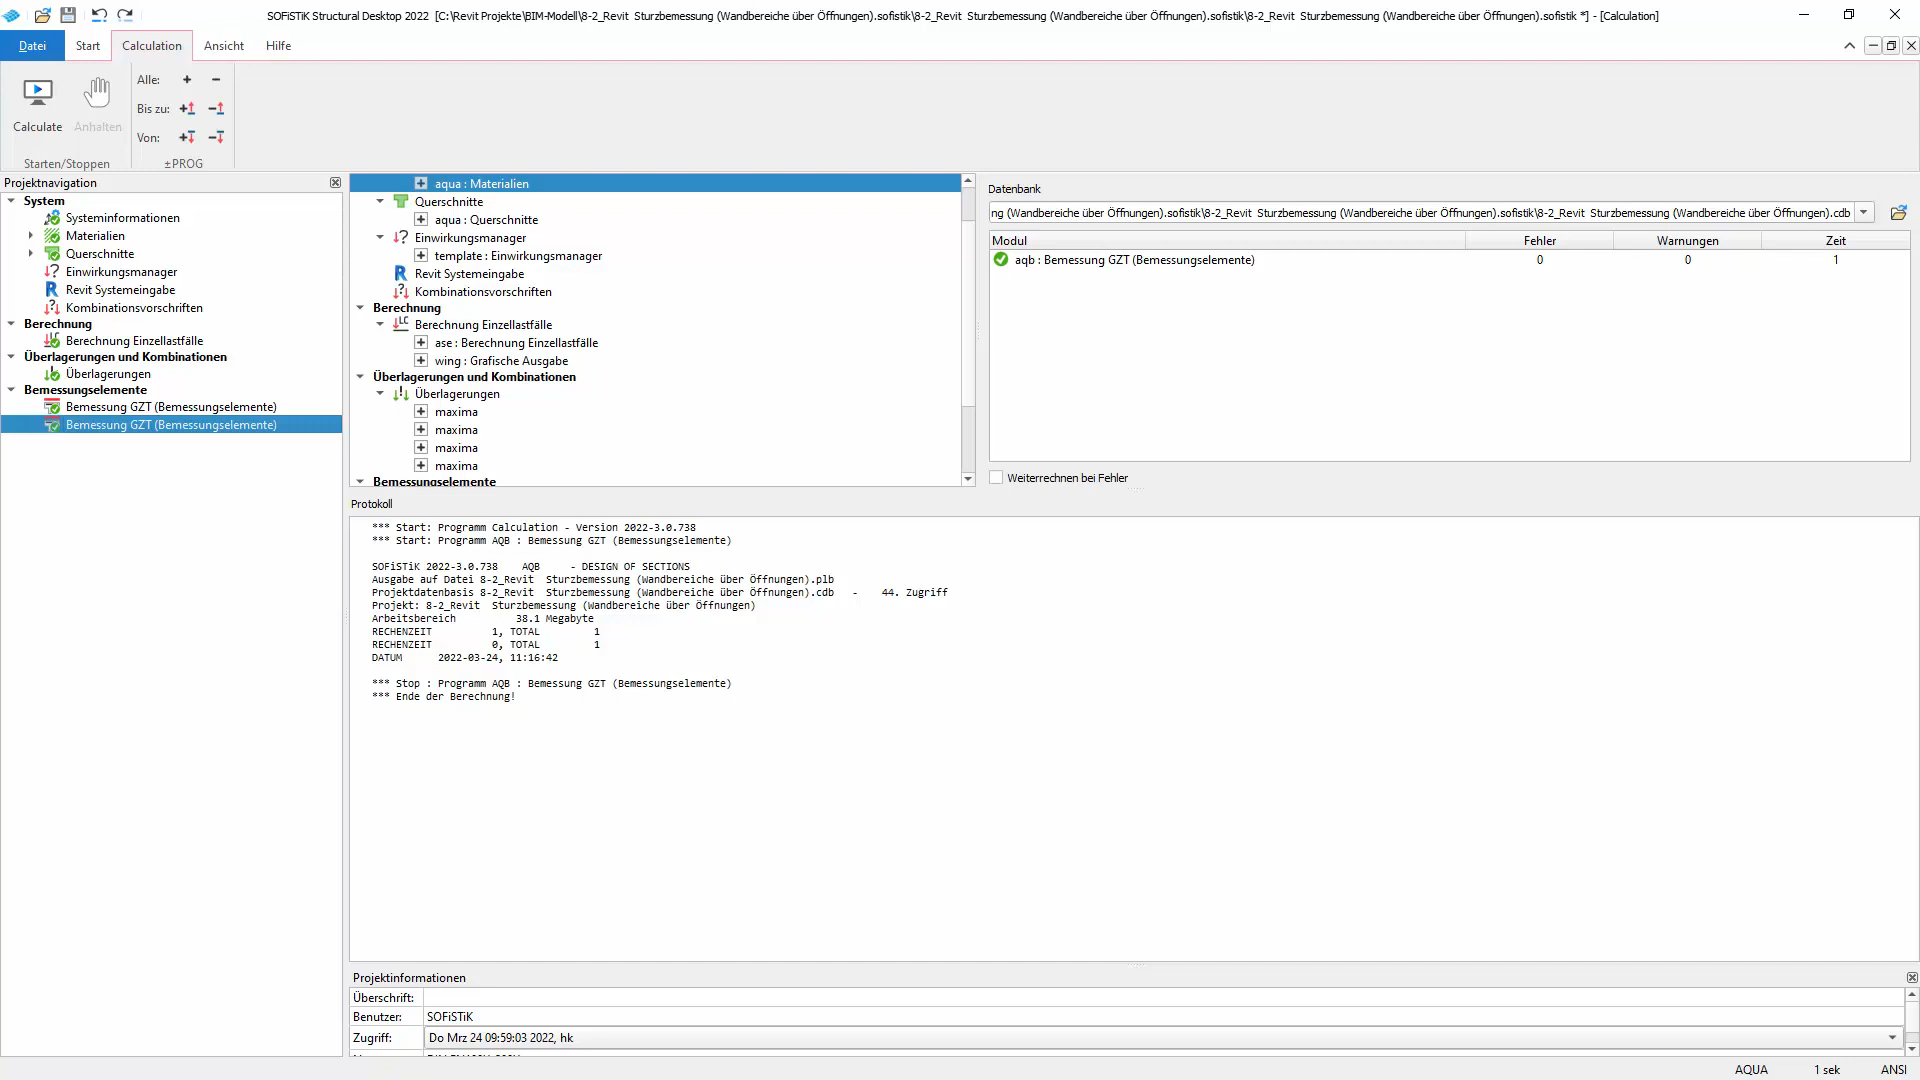 SOFiSTiK Structural Desktop 2022 [C:\Revit Projekte\BIM-Modell\8-2_Revit Sturzbemessung (Wandbereiche über Öffnungen).sofistik\8-2_Revit Sturzbemessung (Wandbereiche über Öffnungen).sofistik\8-2_Revit Sturzbemessung (Wandbereiche über Öffnungen).sofistik *] - [Calculation]
Datei Start Calculation Ansicht Hilfe
Alle:
Bis zu:
Calculate Anhalten
Von:
Starten/Stoppen ±PROG
Projektnavigation
System
Systeminformationen
Materialien
Querschnitte
Einwirkungsmanager
Revit Systemeingabe
Kombinationsvorschriften
Berechnung
Berechnung Einzellastfälle
Überlagerungen und Kombinationen
Überlagerungen
Bemessungselemente
Bemessung GZT (Bemessungselemente)
Bemessung GZT (Bemessungselemente)
aqua : Materialien
Querschnitte
aqua : Querschnitte
Einwirkungsmanager
template : Einwirkungsmanager
Revit Systemeingabe
Kombinationsvorschriften
Berechnung
Berechnung Einzellastfälle
ase : Berechnung Einzellastfälle
wing : Grafische Ausgabe
Überlagerungen und Kombinationen
Überlagerungen
maxima
maxima
maxima
maxima
Bemessungselemente
Datenbank
ng (Wandbereiche über Öffnungen).sofistik\8-2_Revit Sturzbemessung (Wandbereiche über Öffnungen).sofistik\8-2_Revit Sturzbemessung (Wandbereiche über Öffnungen).cdb
Modul Fehler Warnungen Zeit
aqb : Bemessung GZT (Bemessungselemente) 0 0 1
Weiterrechnen bei Fehler
Protokoll
*** Start: Programm Calculation - Version 2022-3.0.738
*** Start: Programm AQB : Bemessung GZT (Bemessungselemente)
SOFiSTiK 2022-3.0.738 AQB - DESIGN OF SECTIONS
Ausgabe auf Datei 8-2_Revit Sturzbemessung (Wandbereiche über Öffnungen).plb
Projektdatenbasis 8-2_Revit Sturzbemessung (Wandbereiche über Öffnungen).cdb - 44. Zugriff
Projekt: 8-2_Revit Sturzbemessung (Wandbereiche über Öffnungen)
Arbeitsbereich 38.1 Megabyte
RECHENZEIT 1, TOTAL 1
RECHENZEIT 0, TOTAL 1
DATUM 2022-03-24, 11:16:42
*** Stop : Programm AQB : Bemessung GZT (Bemessungselemente)
*** Ende der Berechnung!
Projektinformationen
Überschrift:
Benutzer: SOFiSTiK
Zugriff: Do Mrz 24 09:59:03 2022, hk
AQUA 1 sek ANSI